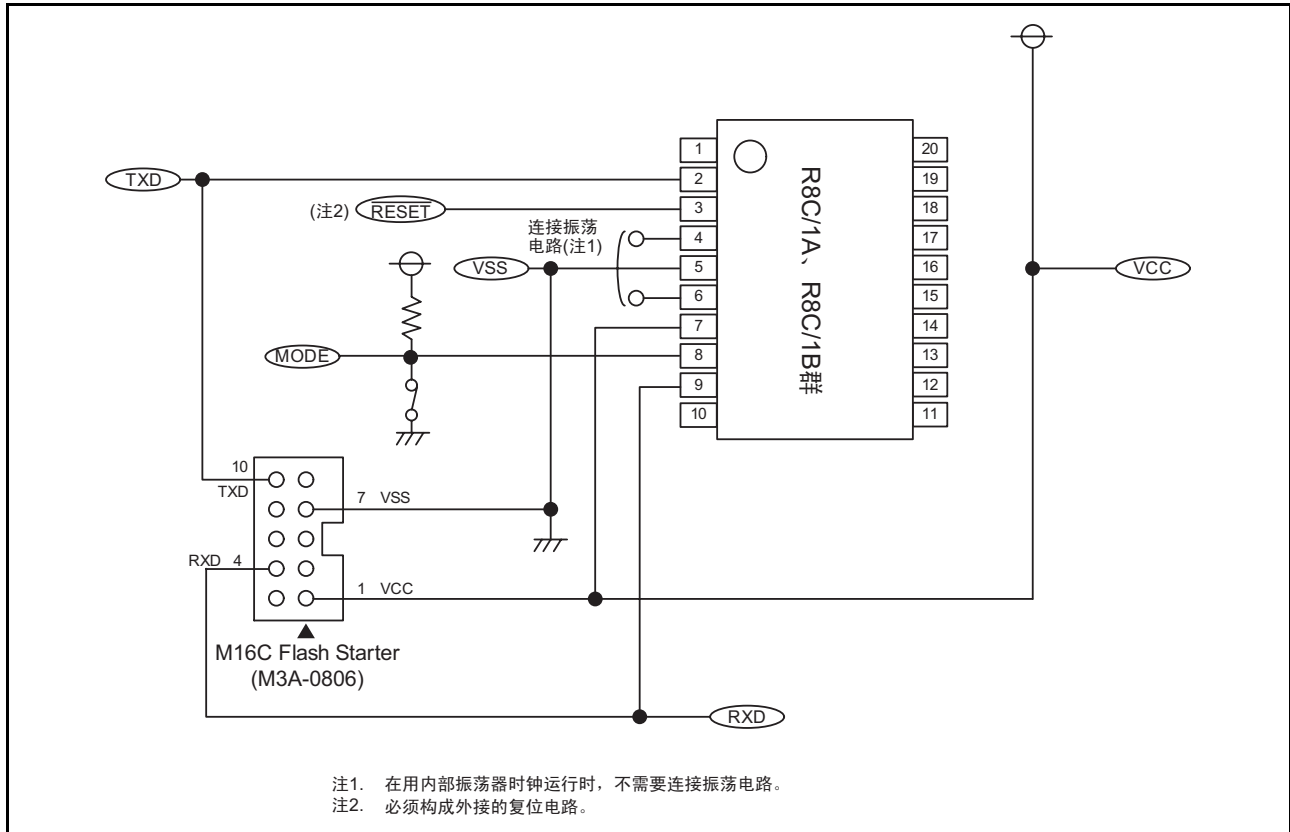 TXD
(注2) RESET
连接振荡
电路(注1)
VSS
MODE
1
2
3
4
5
6
7
8
9
10
R8C/1A、R8C/1B群
20
19
18
17
16
15
14
13
12
11
VCC
10
TXD
7 VSS
RXD 4
1 VCC
M16C Flash Starter
(M3A-0806)
RXD
注1. 在用内部振荡器时钟运行时，不需要连接振荡电路。
注2. 必须构成外接的复位电路。